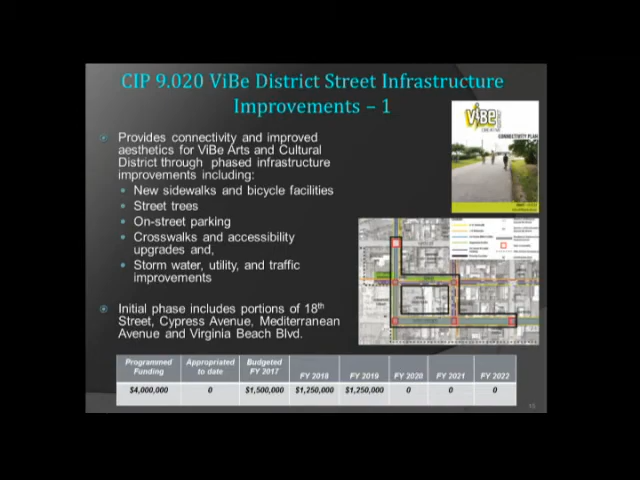 CIP 9.020 ViBe District Street Infrastructure
Improvements – 1
Provides connectivity and improved
aesthetics for ViBe Arts and Cultural
District through phased infrastructure
improvements including:
New sidewalks and bicycle facilities
Street trees
On-street parking
Crosswalks and accessibility
upgrades and,
Storm water, utility, and traffic
improvements
Initial phase includes portions of 18th
Street, Cypress Avenue, Mediterranean
Avenue and Virginia Beach Blvd.
ViBe
CONNECTIVITY PLAN
Programmed Funding Appropriated to date Budgeted FY 2017 FY 2018 FY 2019 FY 2020 FY 2021 FY 2022
$4,000,000 0 $1,500,000 $1,250,000 $1,250,000 0 0 0